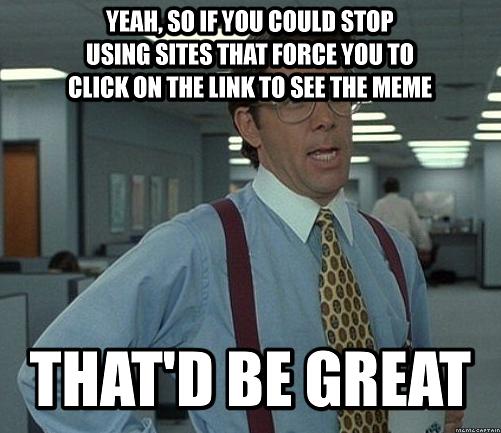 YEAH, SO IF YOU COULD STOP
USING SITES THAT FORCE YOU TO
CLICK ON THE LINK TO SEE THE MEME
THAT'D BE GREAT
MEMECAPTAIN